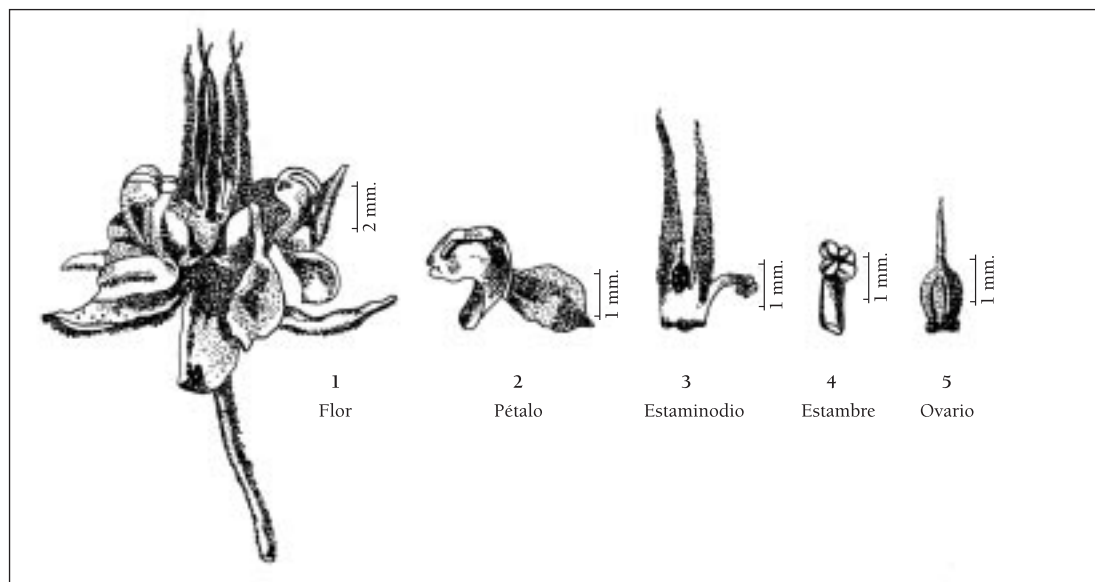 2 mm.
1 mm.
1 mm.
1 mm.
1 mm.
1
Flor
2
Pétalo
3
Estaminodio
4
Estambre
5
Ovario